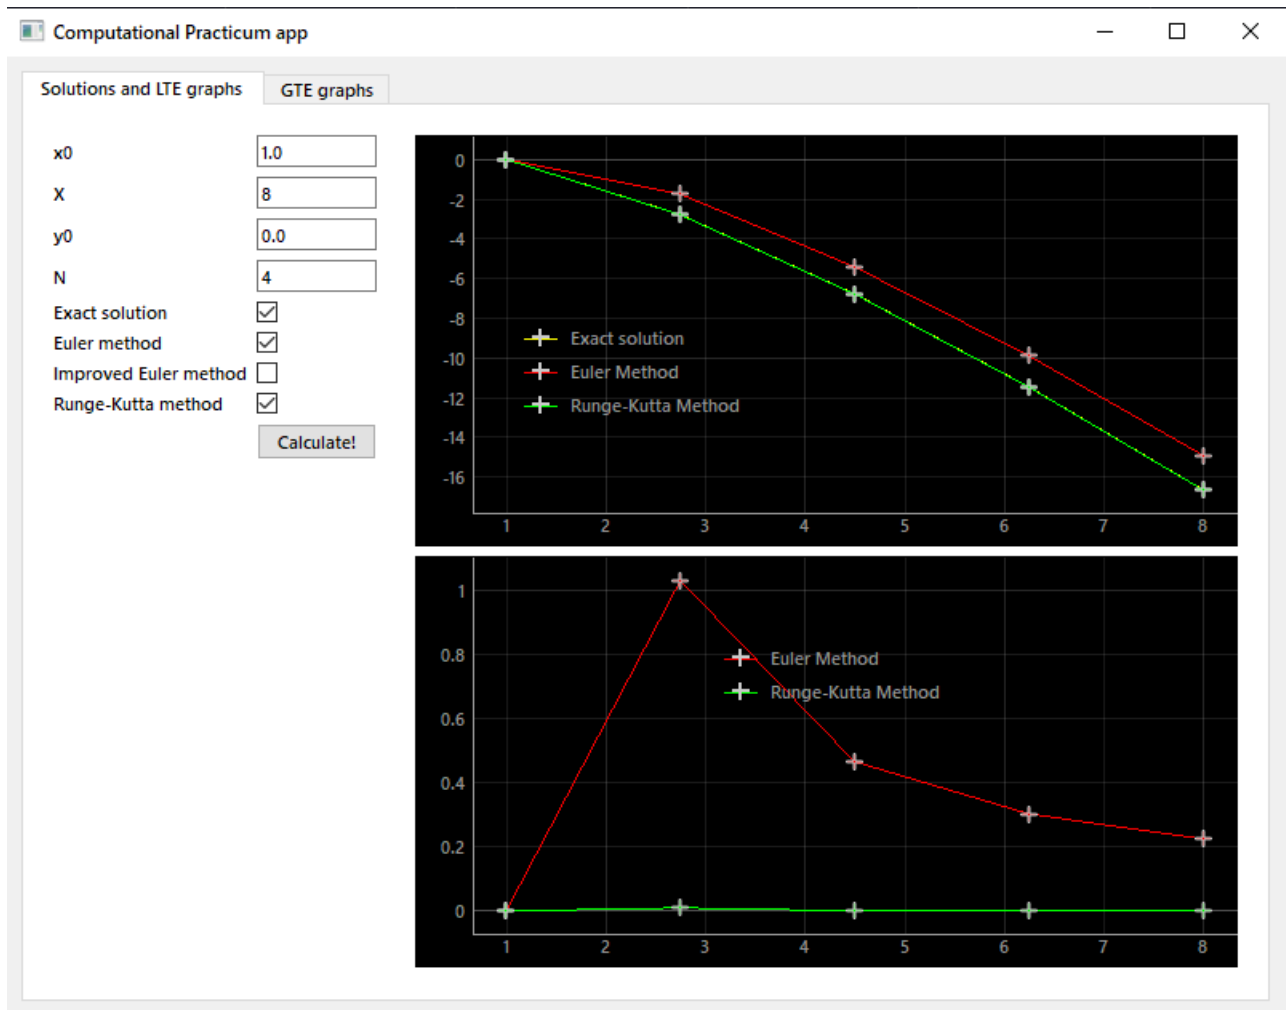 Computational Practicum app
Solutions and LTE graphs
GTE graphs
x0 1.0
X 8
y0 0.0
N 4
Exact solution
Euler method
Improved Euler method
Runge-Kutta method
Calculate!
0
-2
-4
-6
-8
-10
-12
-14
-16
Exact solution
Euler Method
Runge-Kutta Method
1 2 3 4 5 6 7 8
1
0.8
0.6
0.4
0.2
0
Euler Method
Runge-Kutta Method
1 2 3 4 5 6 7 8